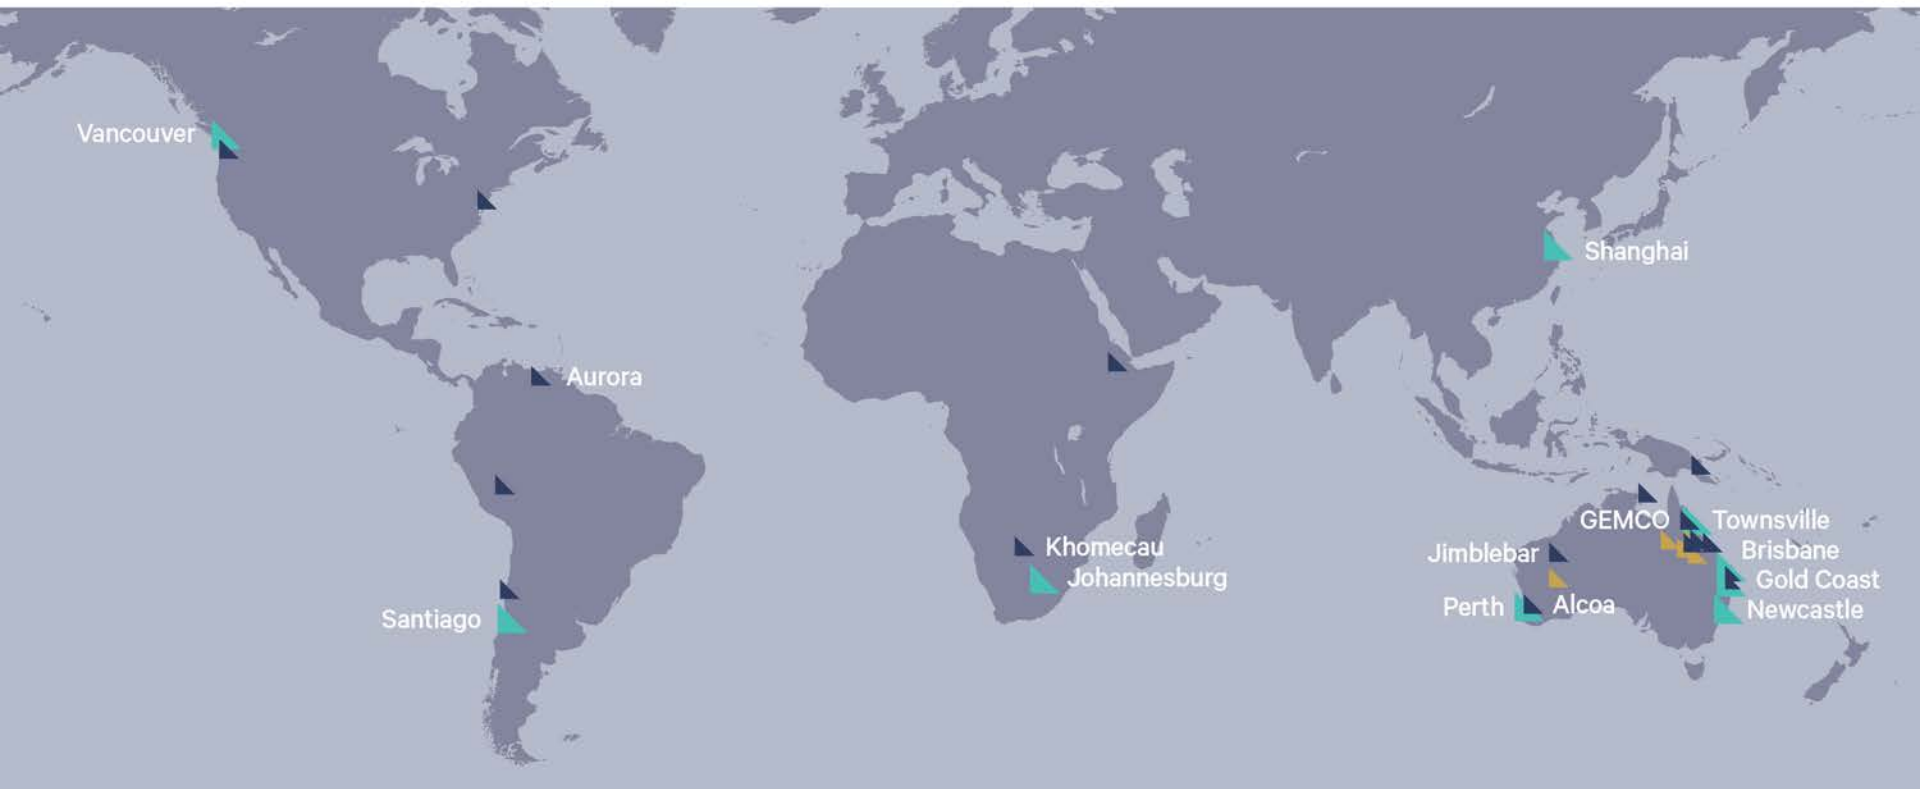 Vancouver
Shanghai
Aurora
GEMCO
Townsville
Khomecau
Jimblebar
Brisbane
Johannesburg
Gold Coast
Santiago
Perth
Alcoa
Newcastle